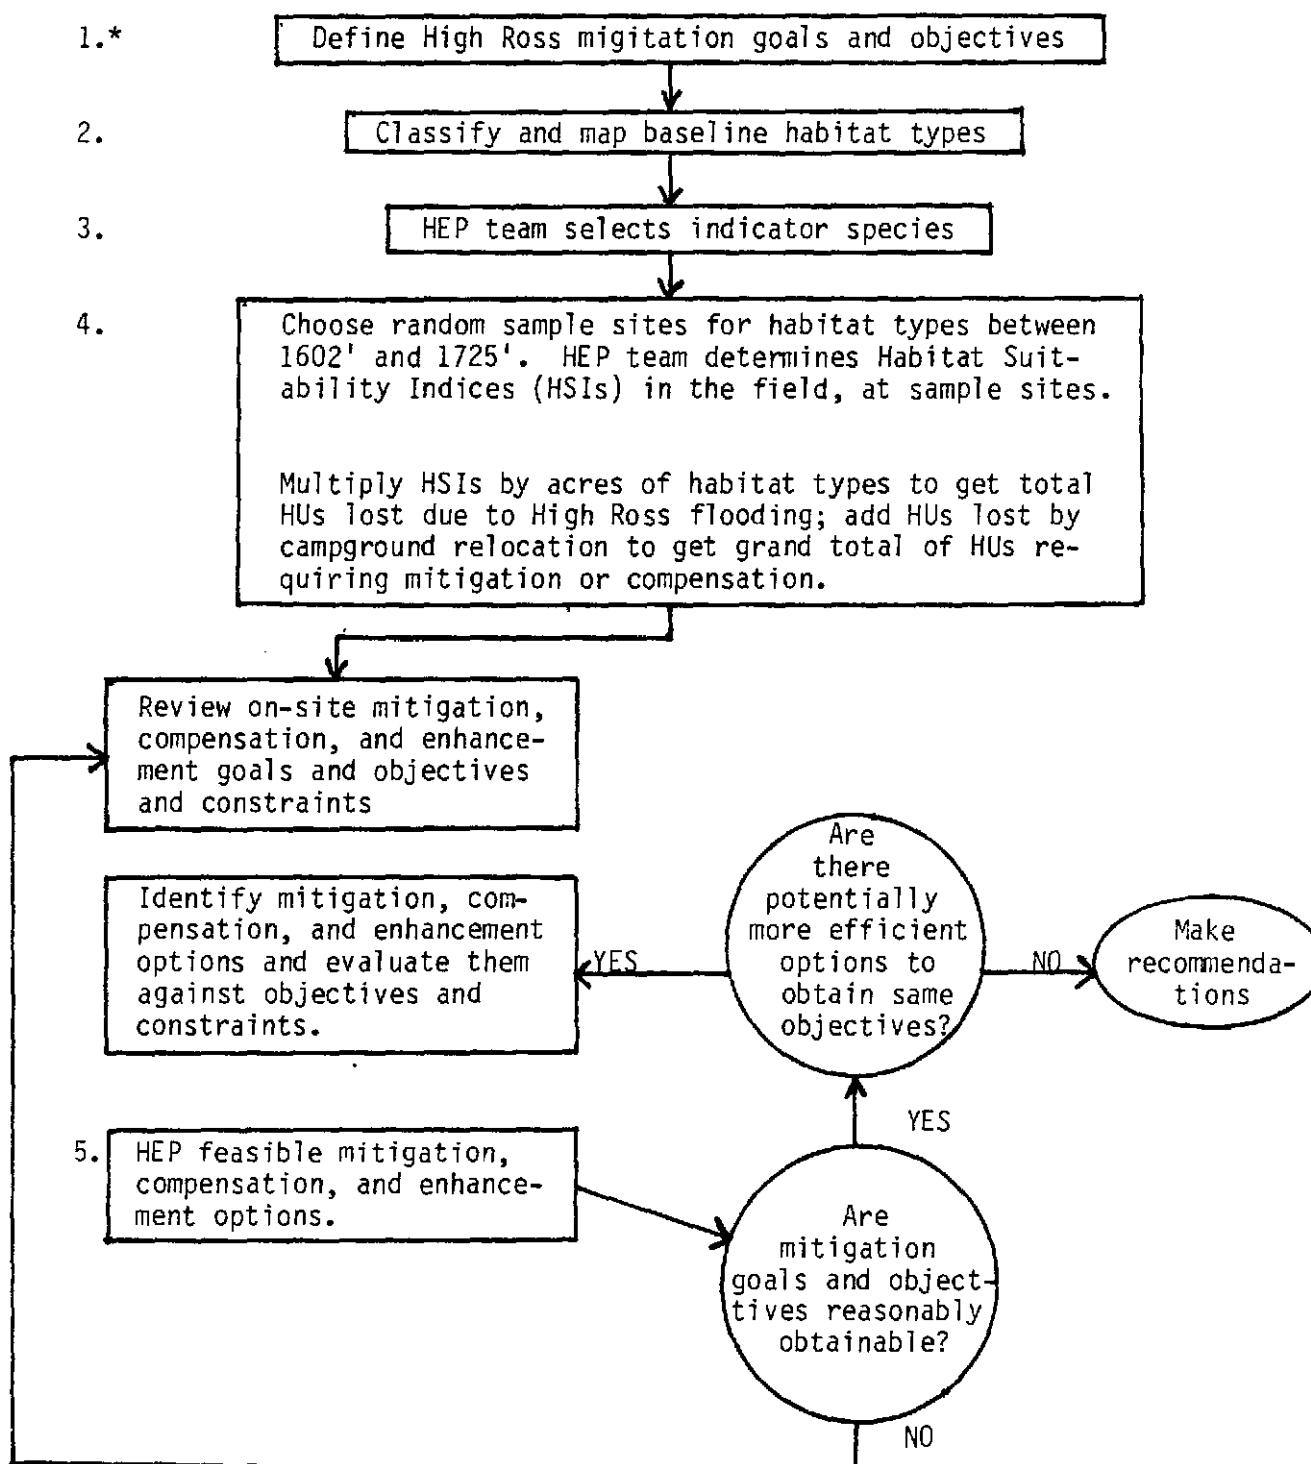 1.*
Define High Ross migitation goals and objectives
2.
Classify and map baseline habitat types
3.
HEP team selects indicator species
4.
Choose random sample sites for habitat types between
1602' and 1725'. HEP team determines Habitat Suit-
ability Indices (HSIs) in the field, at sample sites.
Multiply HSIs by acres of habitat types to get total
HUs lost due to High Ross flooding; add HUs lost by
campground relocation to get grand total of HUs re-
quiring mitigation or compensation.
Review on-site mitigation,
compensation, and enhance-
ment goals and objectives
and constraints
Identify mitigation, com-
pensation, and enhancement
options and evaluate them
against objectives and
constraints.
YES
Are
there
potentially
more efficient
options to
obtain same
objectives?
NO
Make
recommenda-
tions
YES
5.
HEP feasible mitigation,
compensation, and enhance-
ment options.
Are
mitigation
goals and object-
tives reasonably
obtainable?
NO